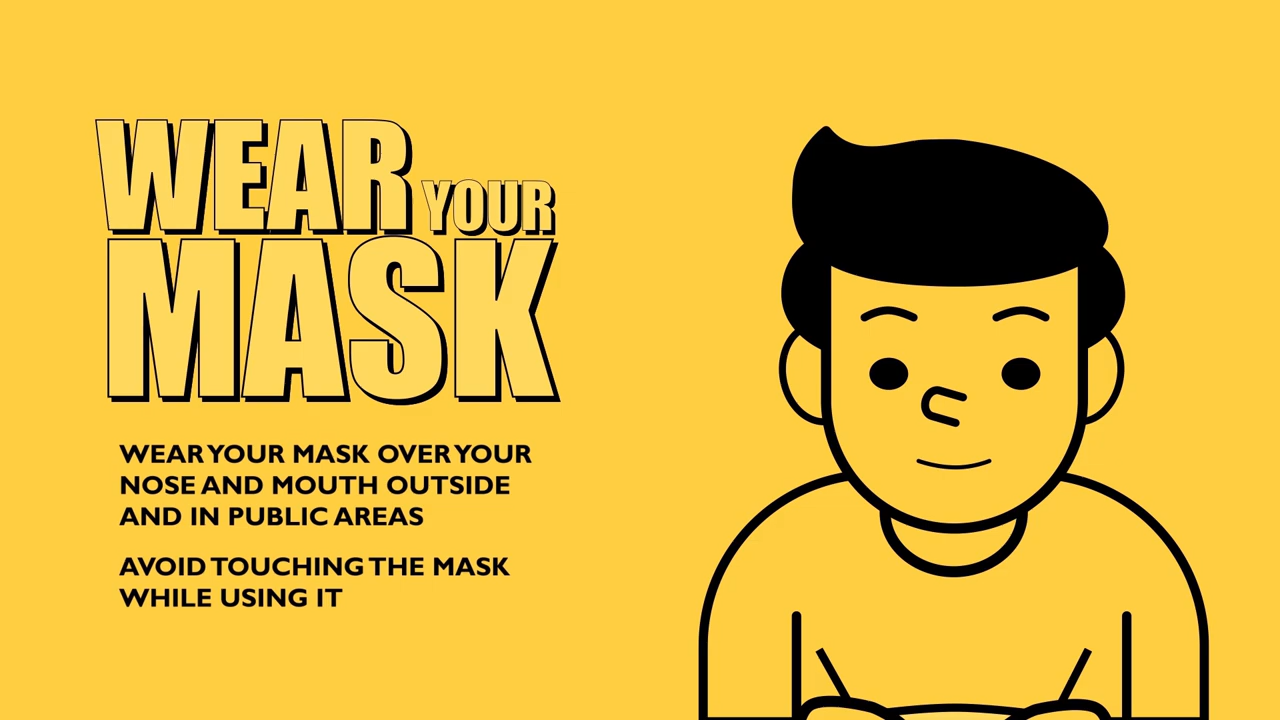 WEAR YOUR
MASK
WEAR YOUR MASK OVER YOUR
NOSE AND MOUTH OUTSIDE
AND IN PUBLIC AREAS
AVOID TOUCHING THE MASK
WHILE USING IT